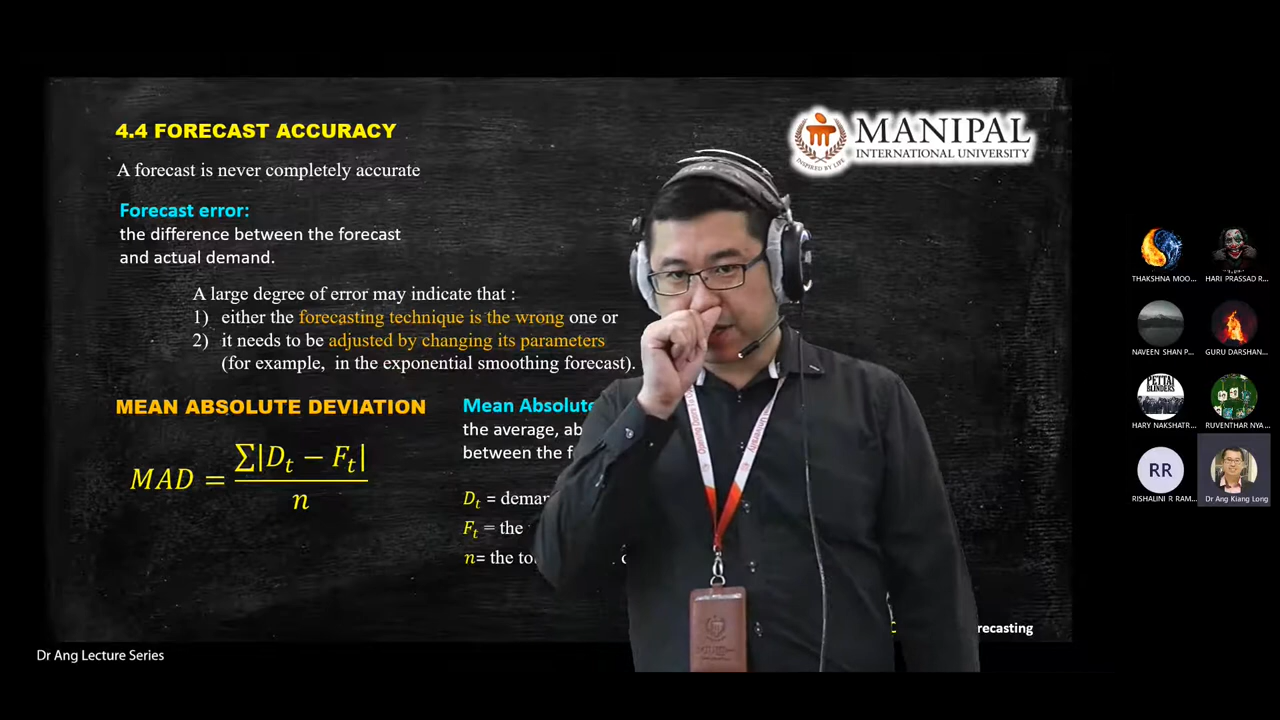 4.4 FORECAST ACCURACY
MANIPAL
INTERNATIONAL UNIVERSITY
INSPIRED BY LIFE
A forecast is never completely accurate
Forecast error:
the difference between the forecast
and actual demand.
A large degree of error may indicate that :
1) either the forecasting technique is the wrong one or
2) it needs to be adjusted by changing its parameters
(for example, in the exponential smoothing forecast).
MEAN ABSOLUTE DEVIATION
MAD = ∑|Dt − Ft| / n
Mean Absolute
the average,
between the
Dt =
Ft = the
n= the
Dr Ang Lecture Series
THAKSHNA MOO...
HARI PRASSAD R...
NAVEEN SHAN P...
GURU DARSHAN...
PETTAI
BLINDERS
HARY NAKSHATR...
RUVENTHAR NYA...
RR
RISHALINI R RAM...
Dr Ang Kiang Long